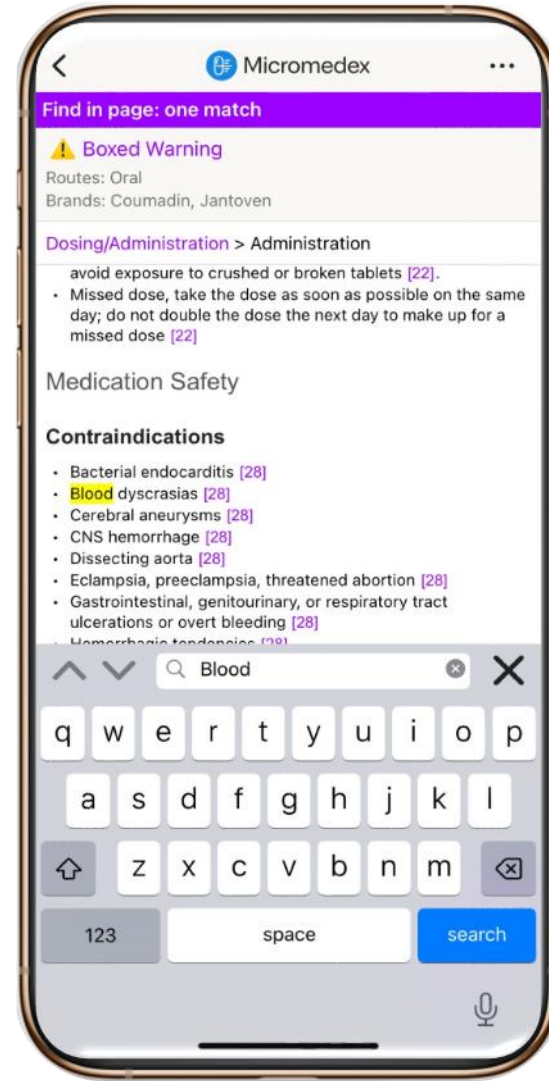 Micromedex
Find in page: one match
Boxed Warning
Routes: Oral
Brands: Coumadin, Jantoven
Dosing/Administration > Administration
avoid exposure to crushed or broken tablets [22].
• Missed dose, take the dose as soon as possible on the same
day; do not double the dose the next day to make up for a
missed dose [22]
Medication Safety
Contraindications
• Bacterial endocarditis [28]
• Blood dyscrasias [28]
• Cerebral aneurysms [28]
• CNS hemorrhage [28]
• Dissecting aorta [28]
• Eclampsia, preeclampsia, threatened abortion [28]
• Gastrointestinal, genitourinary, or respiratory tract
ulcerations or overt bleeding [28]
• Hemorrhagic tendencies [28]
Blood
q w e r t y u i o p
a s d f g h j k l
z x c v b n m
123 space search